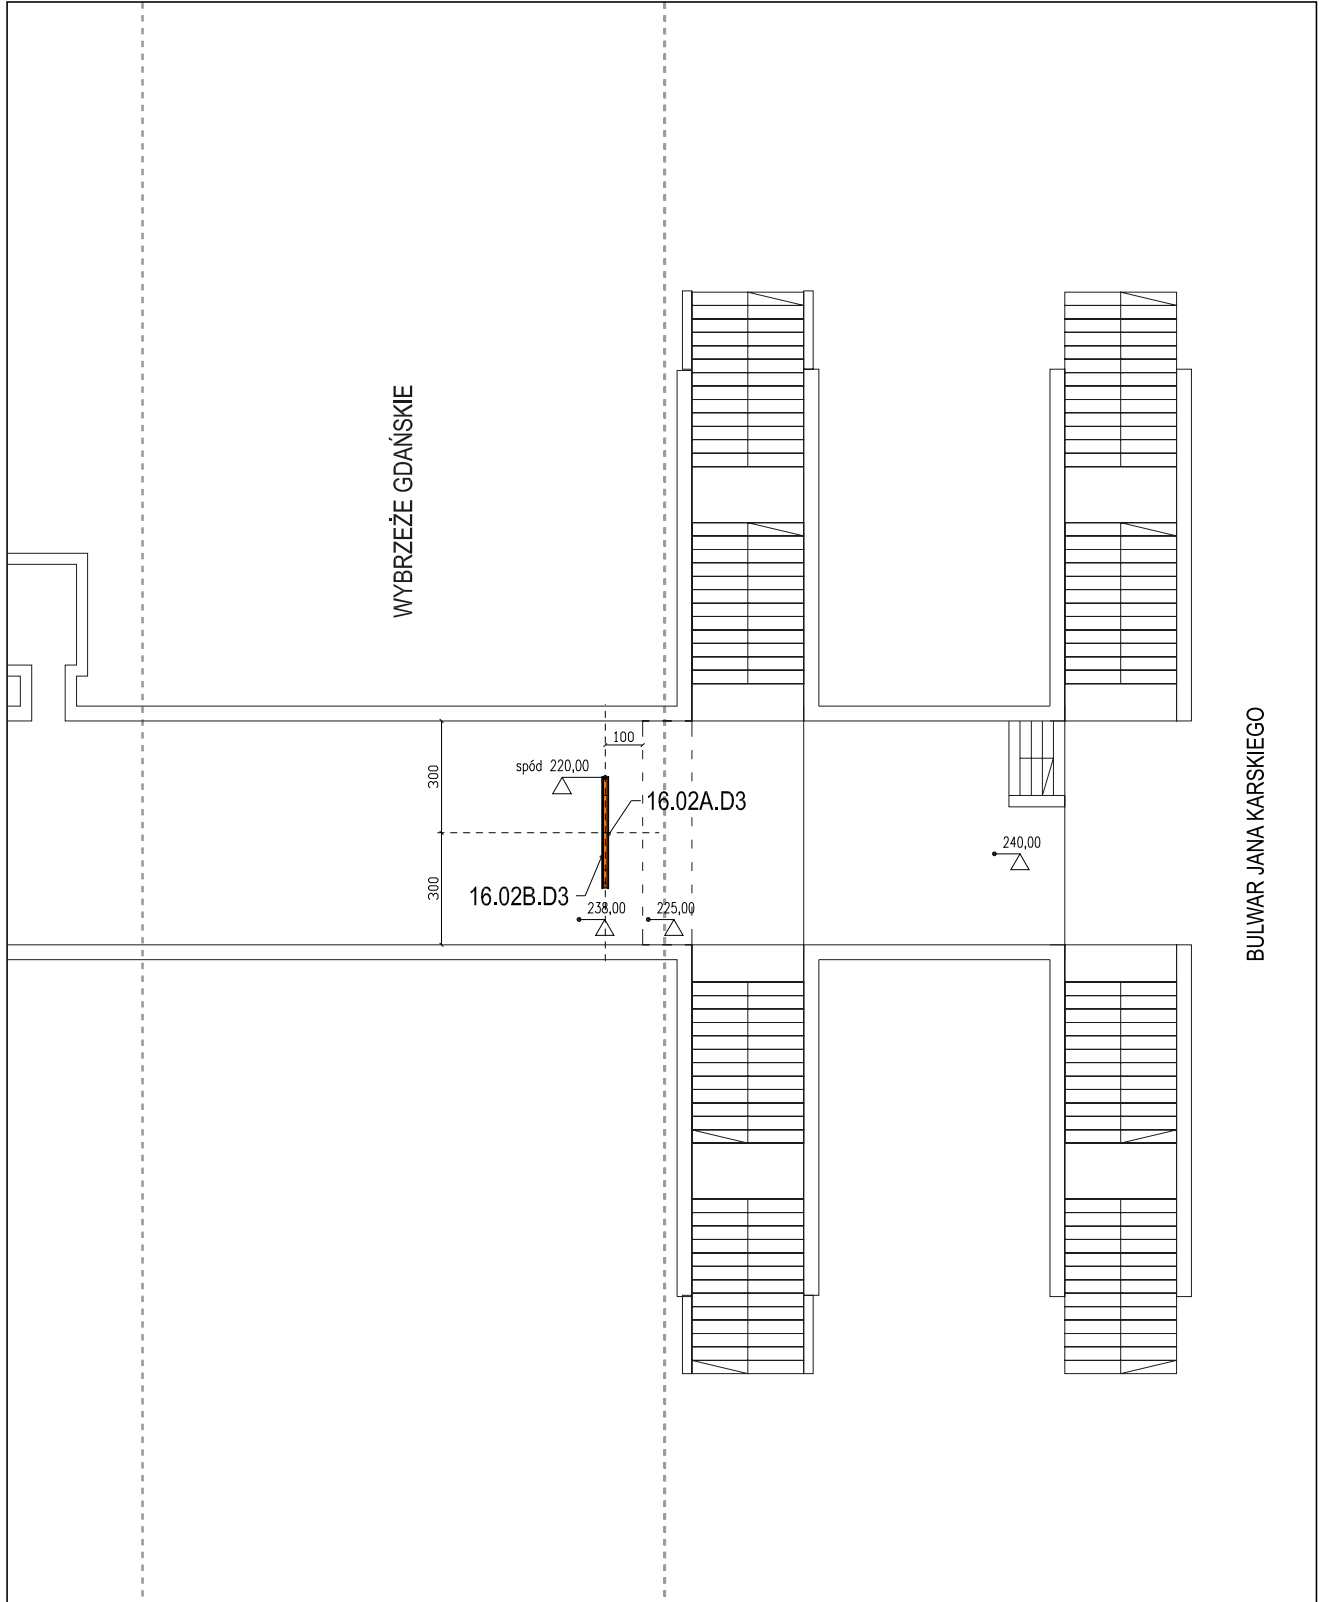 WYBRZEŻE GDAŃSKIE
100
300
spód 220,00
16.02A.D3
240,00
300
16.02B.D3
238,00
225,00
BULWAR JANA KARSKIEGO